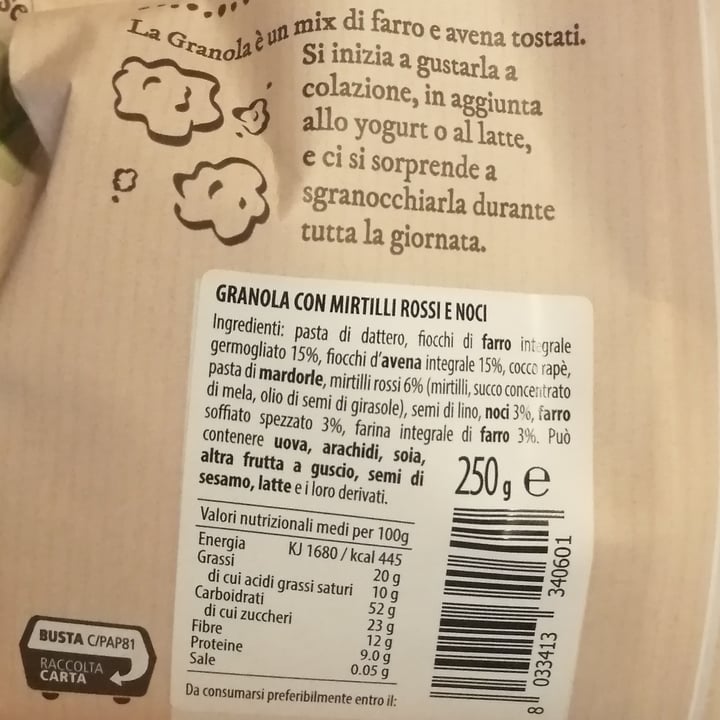 La Granola è un mix di farro e avena tostati.
Si inizia a gustarla a
colazione, in aggiunta
allo yogurt o al latte,
e ci si sorprende a
sgranocchiarla durante
tutta la giornata.
GRANOLA CON MIRTILLI ROSSI E NOCI
Ingredienti: pasta di dattero, fiocchi di farro integrale
germogliato 15%, fiocchi d'avena integrale 15%, cocco rapè,
pasta di mardorle, mirtilli rossi 6% (mirtilli, succo concentrato
di mela, olio di semi di girasole), semi di lino, noci 3%, farro
soffiato spezzato 3%, farina integrale di farro 3%. Può
contenere uova, arachidi, soia,
altra frutta a guscio, semi di
sesamo, latte e i loro derivati.
250 g e
Valori nutrizionali medi per 100g
Energia KJ 1680 / kcal 445
Grassi 20 g
di cui acidi grassi saturi 10 g
Carboidrati 52 g
di cui zuccheri 23 g
Fibre 12 g
Proteine 9.0 g
Sale 0.05 g
Da consumarsi preferibilmente entro il:
8 033413 340601
BUSTA C/PAP81
RACCOLTA
CARTA